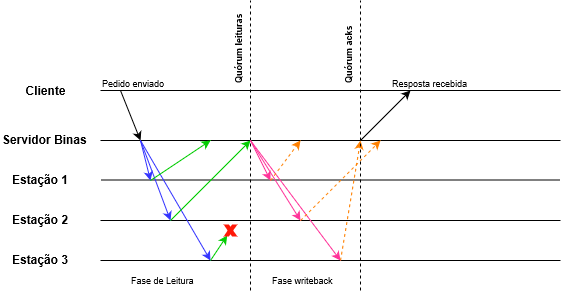 Quórum leituras
Quórum acks
Pedido enviado
Resposta recebida
Cliente
Servidor Binas
Estação 1
Estação 2
X
Estação 3
Fase de Leitura
Fase writeback